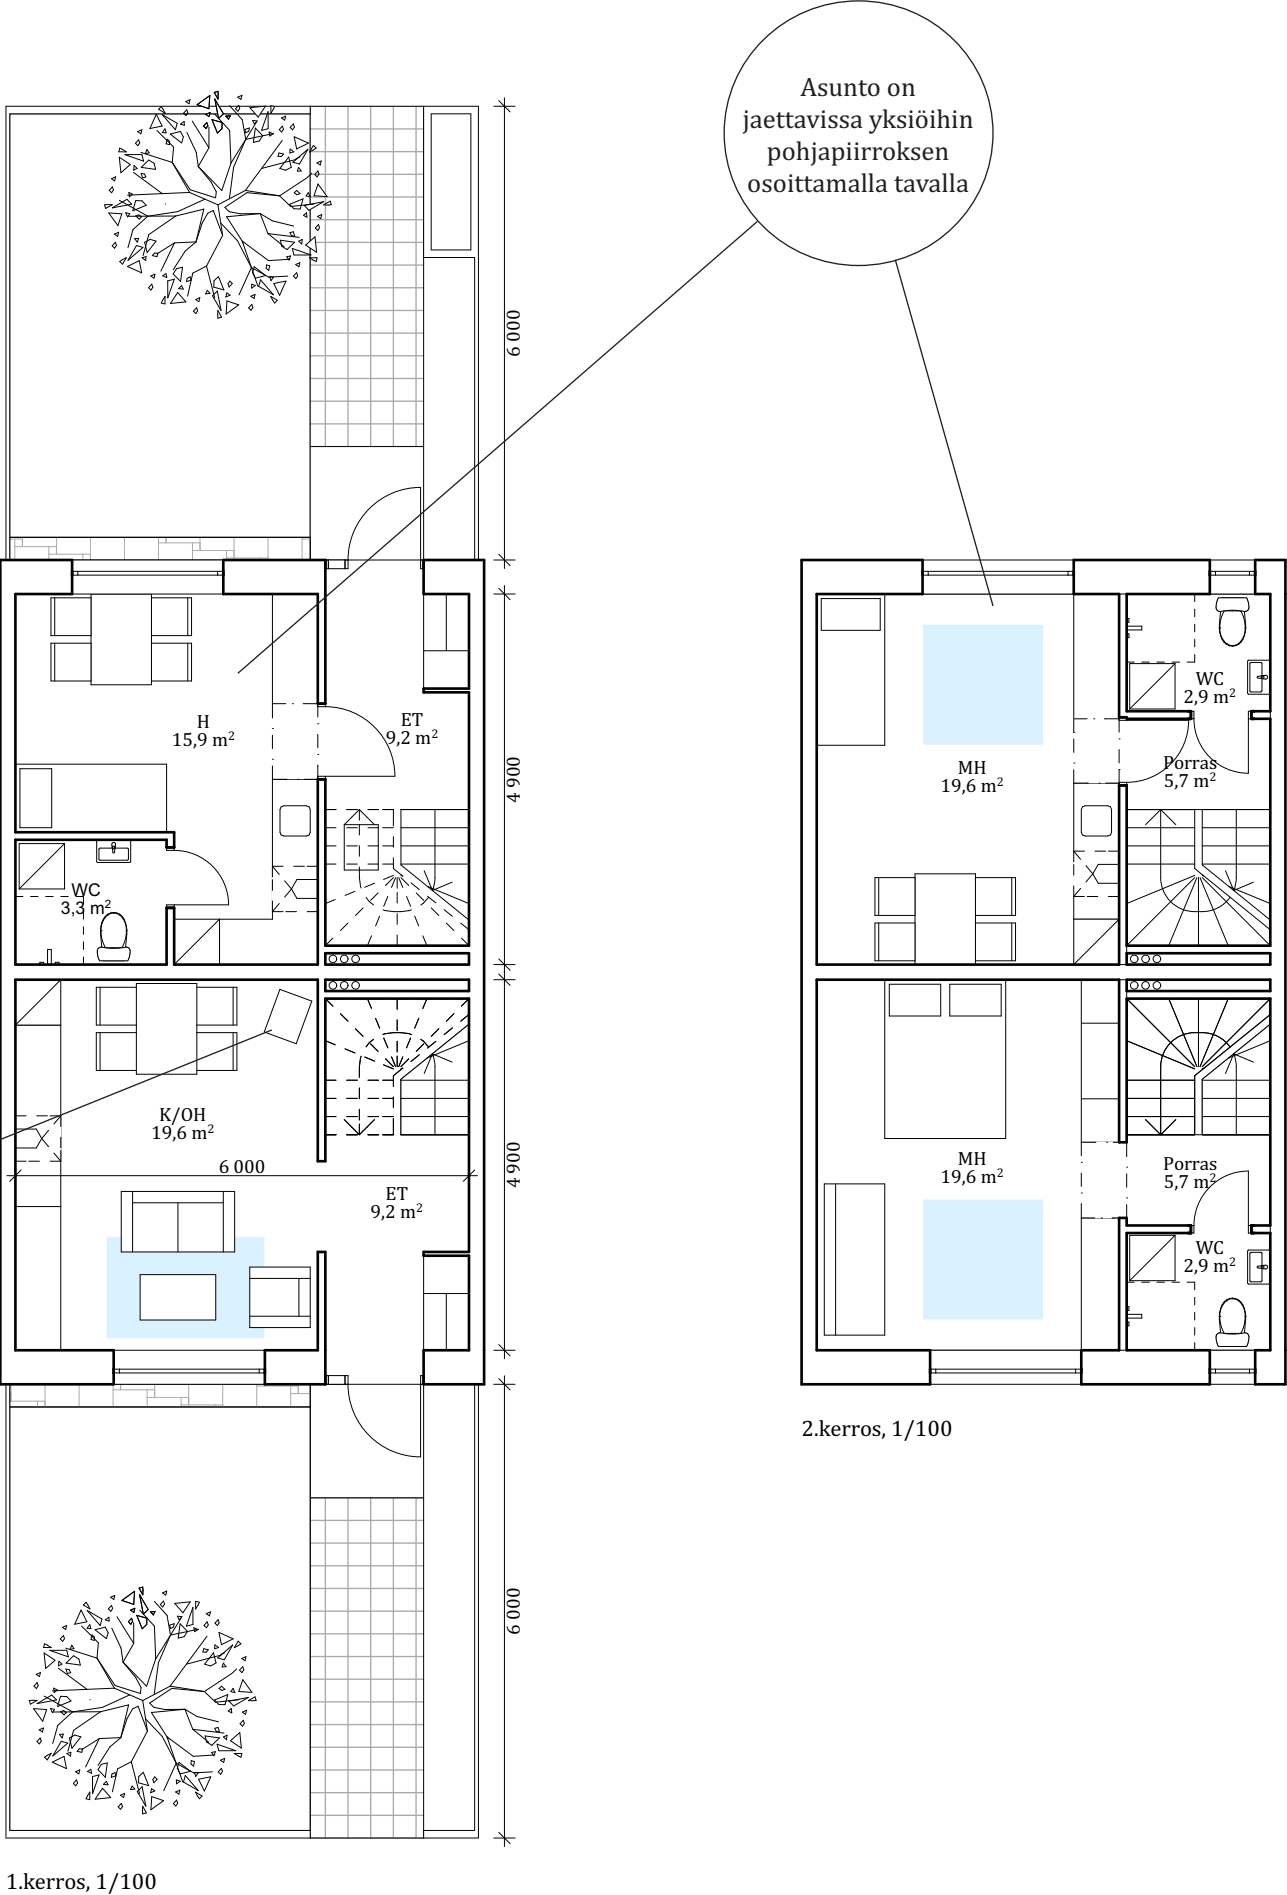 Asunto on
jaettavissa yksiöihin
pohjapiirroksen
osoittamalla tavalla
6 000
H
15,9 m²
ET
9,2 m²
4 900
WC
3,3 m²
K/OH
19,6 m²
6 000
ET
9,2 m²
4 900
6 000
1.kerros, 1/100
WC
2,9 m²
MH
19,6 m²
Porras
5,7 m²
MH
19,6 m²
Porras
5,7 m²
WC
2,9 m²
2.kerros, 1/100